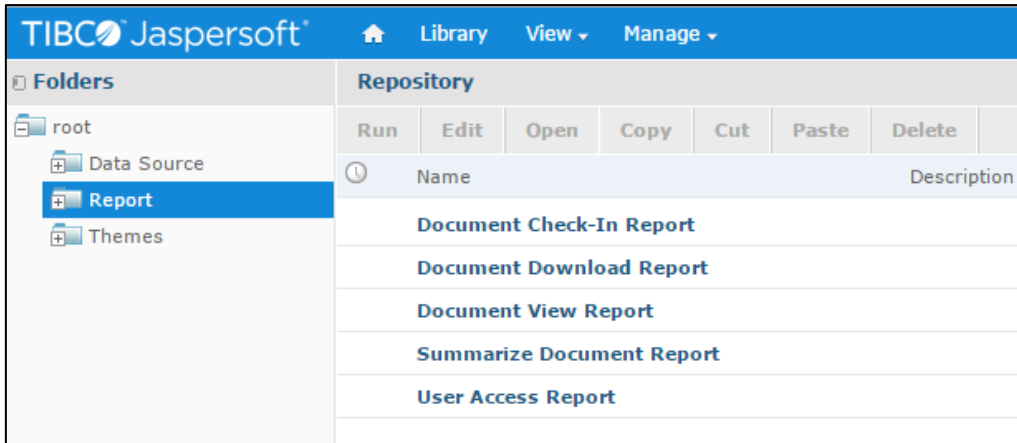 TIBCO™ Jaspersoft® Library View Manage
Folders
root
Data Source
Report
Themes
Repository
Run Edit Open Copy Cut Paste Delete
Name Description
Document Check-In Report
Document Download Report
Document View Report
Summarize Document Report
User Access Report